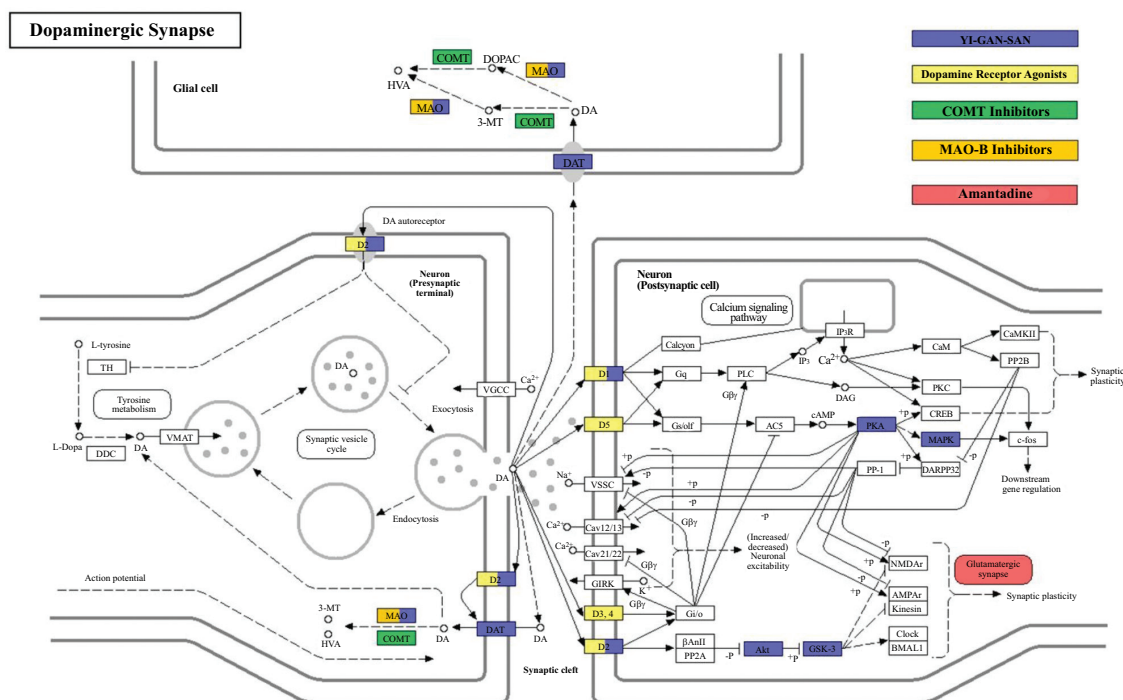 Dopaminergic Synapse
YI-GAN-SAN
Dopamine Receptor Agonists
COMT Inhibitors
MAO-B Inhibitors
Amantadine
Glial cell
COMT
DOPAC
MAO
HVA
MAO
3-MT
COMT
DA
DAT
DA autoreceptor
D2
Neuron
(Presynaptic
terminal)
L-tyrosine
TH
Tyrosine
metabolism
L-Dopa
DDC
DA
VMAT
DA
Synaptic vesicle
cycle
Exocytosis
VGCC
Ca²⁺
Endocytosis
DA
Action potential
3-MT
HVA
MAO
COMT
DA
D2
DAT
DA
Synaptic cleft
Neuron
(Postsynaptic cell)
Calcium signaling
pathway
Calcyon
IP₃R
IP₃
Ca²⁺
CaM
CaMKII
PP2B
Synaptic
plasticity
D1
Gq
PLC
DAG
PKC
Gβγ
cAMP
+p
CREB
D5
Gs/olf
AC5
PKA
MAPK
c-fos
+p
-p
PP-1
DARPP32
Downstream
gene regulation
Na⁺
VSSC
+p
-p
+p
-p
-p
Gβγ
Ca²⁺
Cav12/13
Ca²⁺
Cav21/22
Gβγ
(Increased/
decreased)
Neuronal
excitability
GIRK
K⁺
Gβγ
-p
+p
NMDAr
-p
+p
AMPAr
Kinesin
Glutamatergic
synapse
Synaptic plasticity
D3, 4
Gi/o
D2
βAnII
PP2A
-P
Akt
+p
GSK-3
Clock
BMAL1